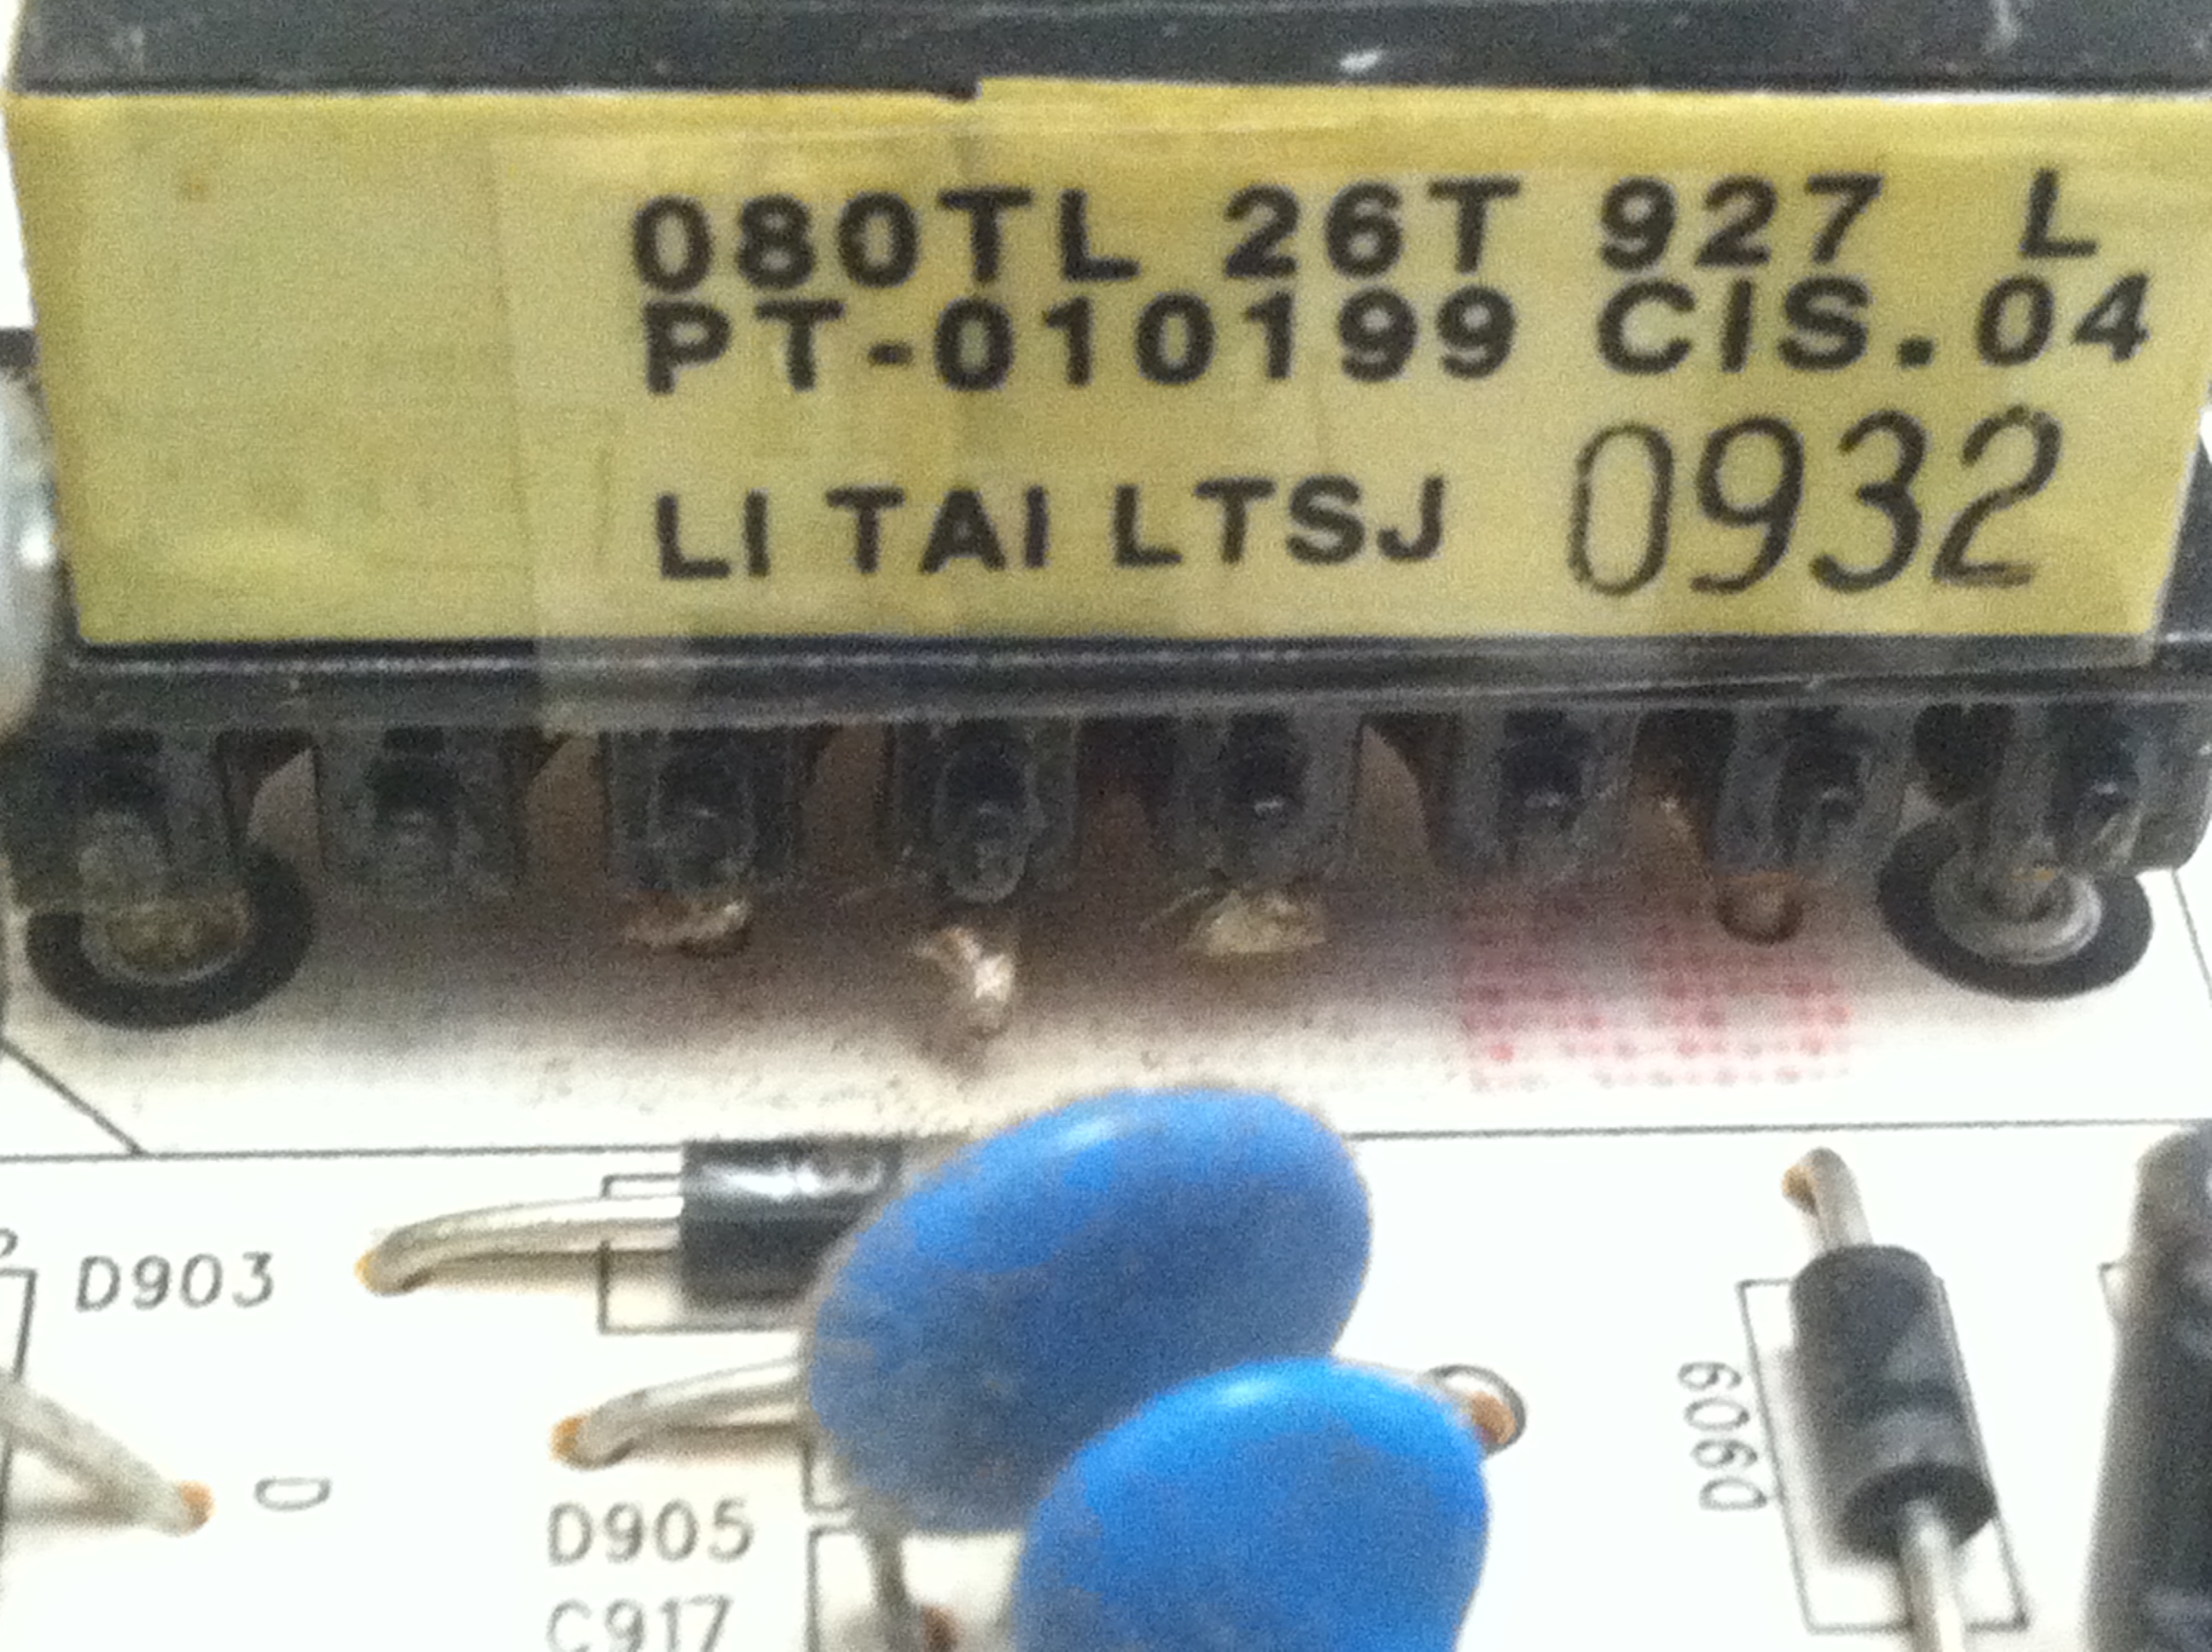 080TL 26T 927 L
PT-010199 CIS.04
LI TAI LTSJ 0932
D903
D909
D
D905
C917